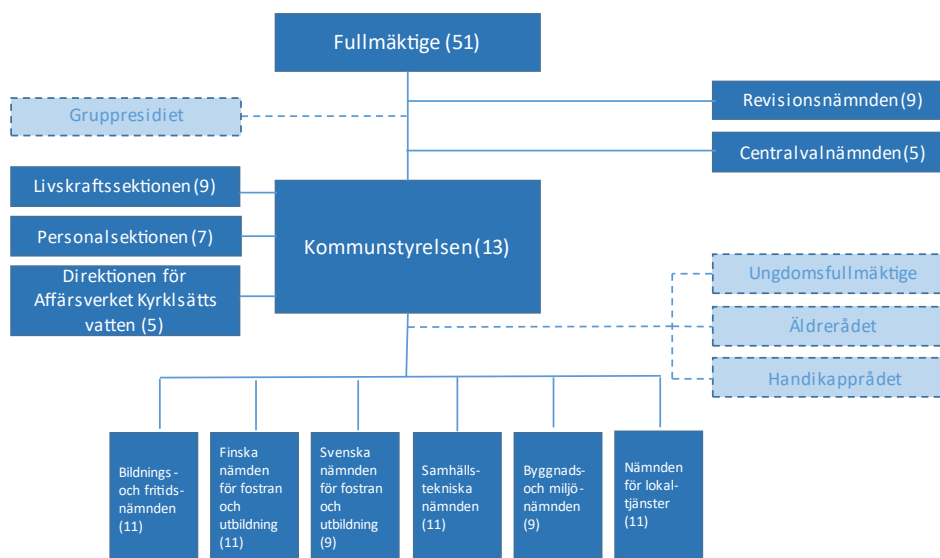 Fullmäktige (51)
Gruppresidiet
Revisionsnämnden (9)
Centralvalnämnden (5)
Livskraftssektionen (9)
Personalsektionen (7)
Direktionen för
Affärsverket Kyrklsätts
vatten (5)
Kommunstyrelsen (13)
Ungdomsfullmäktige
Äldrerådet
Handikapprådet
Bildnings-
och fritids-
nämnden
(11)
Finska
nämden
för fostran
och
utbildning
(11)
Svenska
nämnden
för fostran
och
utbildning
(9)
Samhälls-
tekniska
nämnden
(11)
Byggnads-
och miljö-
nämnden
(9)
Nämnden
för lokal-
tjänster
(11)